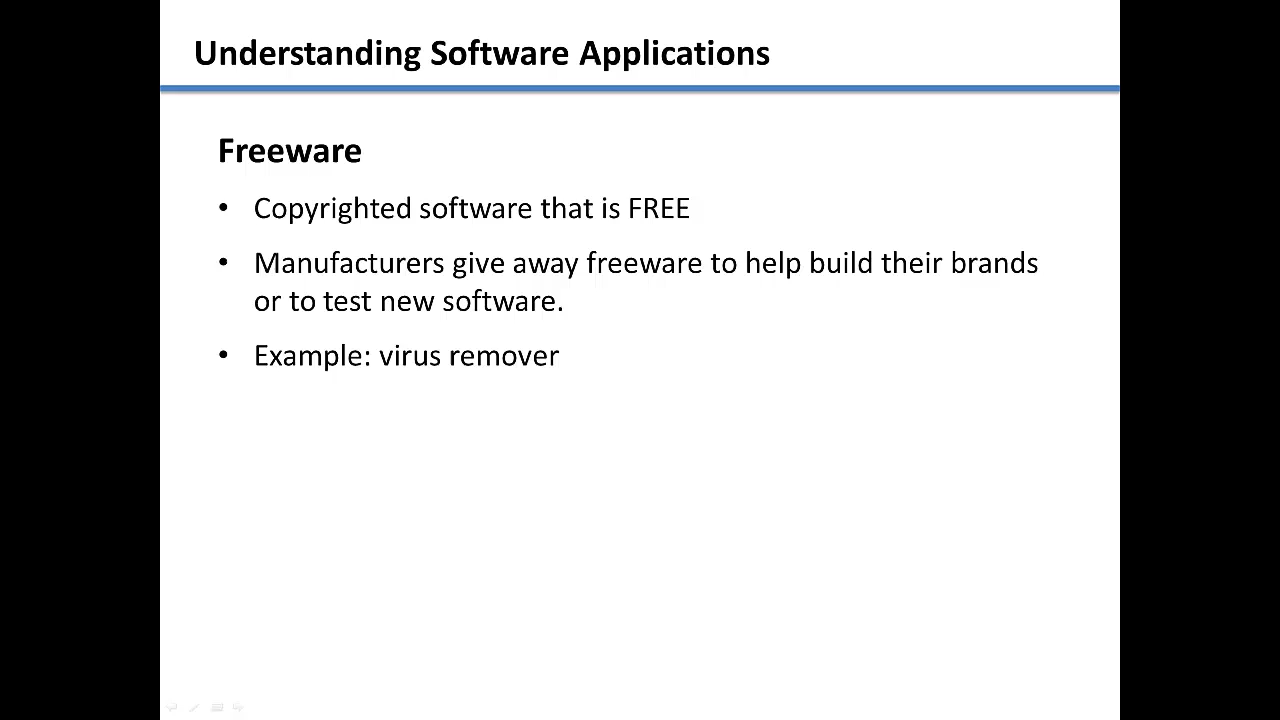 Understanding Software Applications
Freeware
• Copyrighted software that is FREE
• Manufacturers give away freeware to help build their brands
or to test new software.
• Example: virus remover